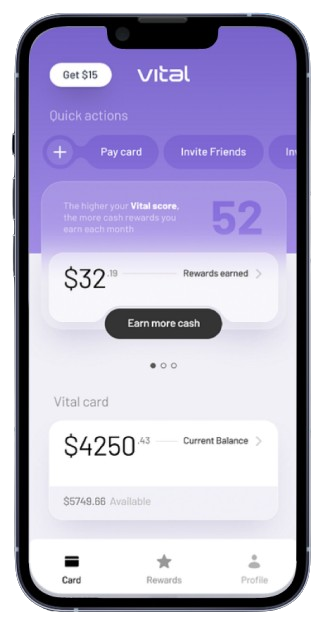 Get $15
vital
Quick actions
+ Pay card Invite Friends Inv
The higher your Vital score,
the more cash rewards you
earn each month
52
$32.19 Rewards earned
Earn more cash
Vital card
$4250.43 Current Balance
$5749.66 Available
Card Rewards Profile